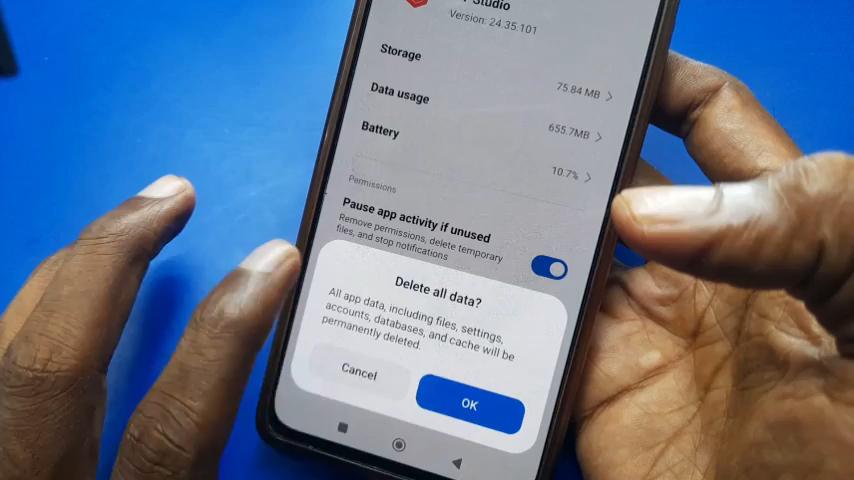 Studio
Version: 24.35.101
Storage
75.84 MB
Data usage
655.7MB
Battery
10.7%
Permissions
Pause app activity if unused
Remove permissions, delete temporary
files, and stop notifications
Delete all data?
All app data, including files, settings,
accounts, databases, and cache will be
permanently deleted.
Cancel
OK